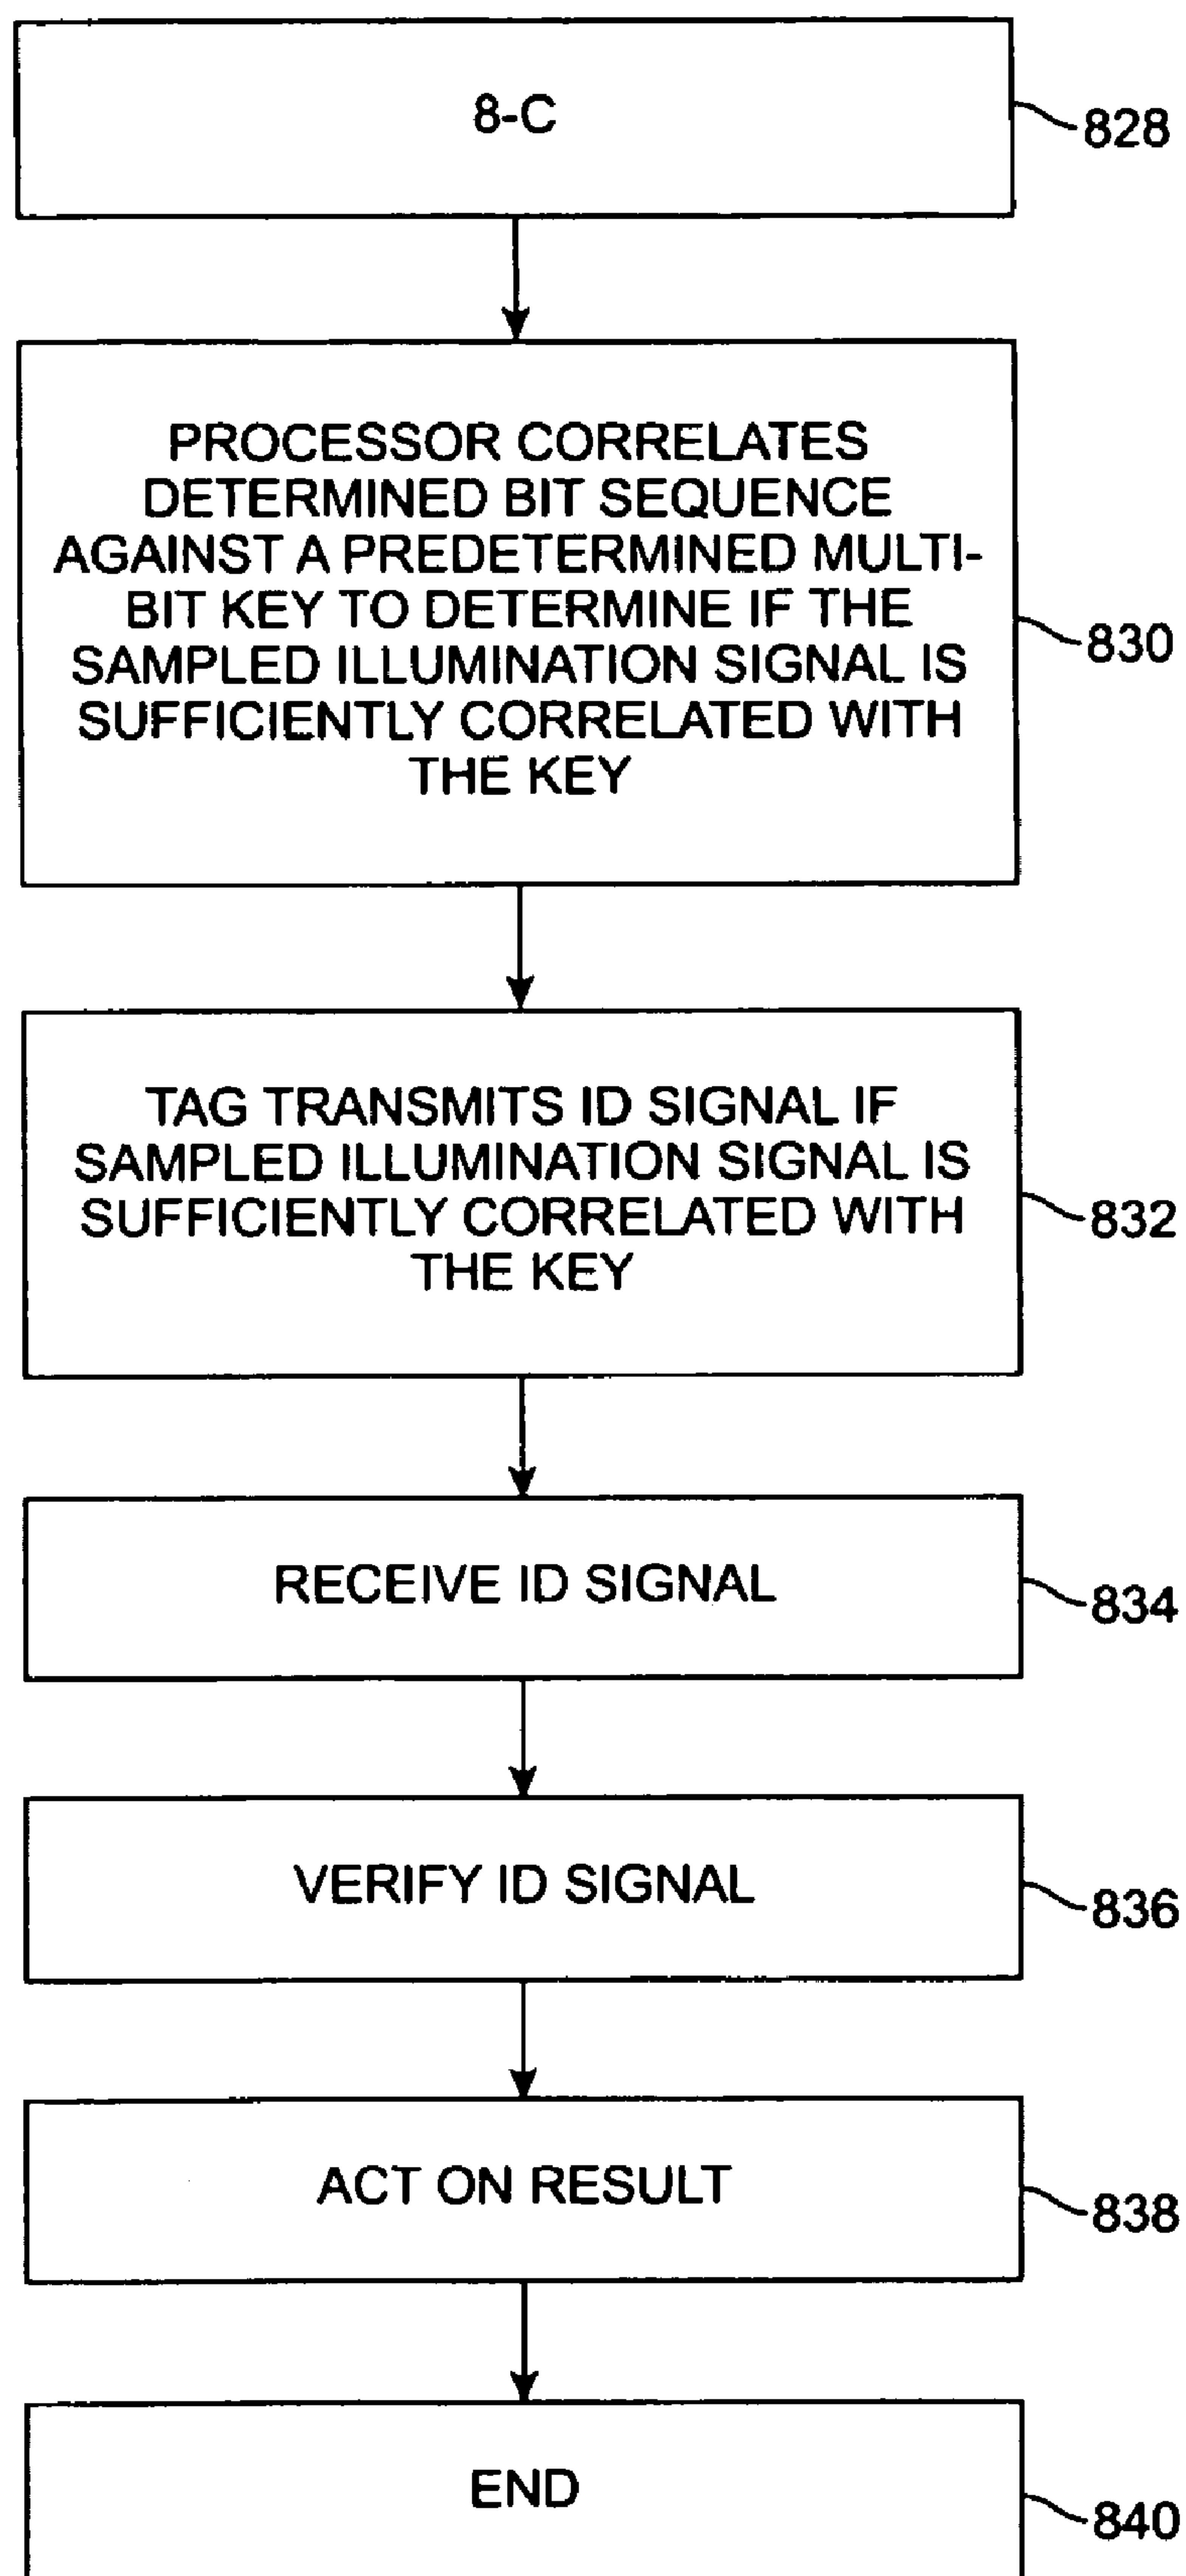 8-C
828
PROCESSOR CORRELATES
DETERMINED BIT SEQUENCE
AGAINST A PREDETERMINED MULTI-
BIT KEY TO DETERMINE IF THE
SAMPLED ILLUMINATION SIGNAL IS
SUFFICIENTLY CORRELATED WITH
THE KEY
830
TAG TRANSMITS ID SIGNAL IF
SAMPLED ILLUMINATION SIGNAL IS
SUFFICIENTLY CORRELATED WITH
THE KEY
832
RECEIVE ID SIGNAL
834
VERIFY ID SIGNAL
836
ACT ON RESULT
838
END
840